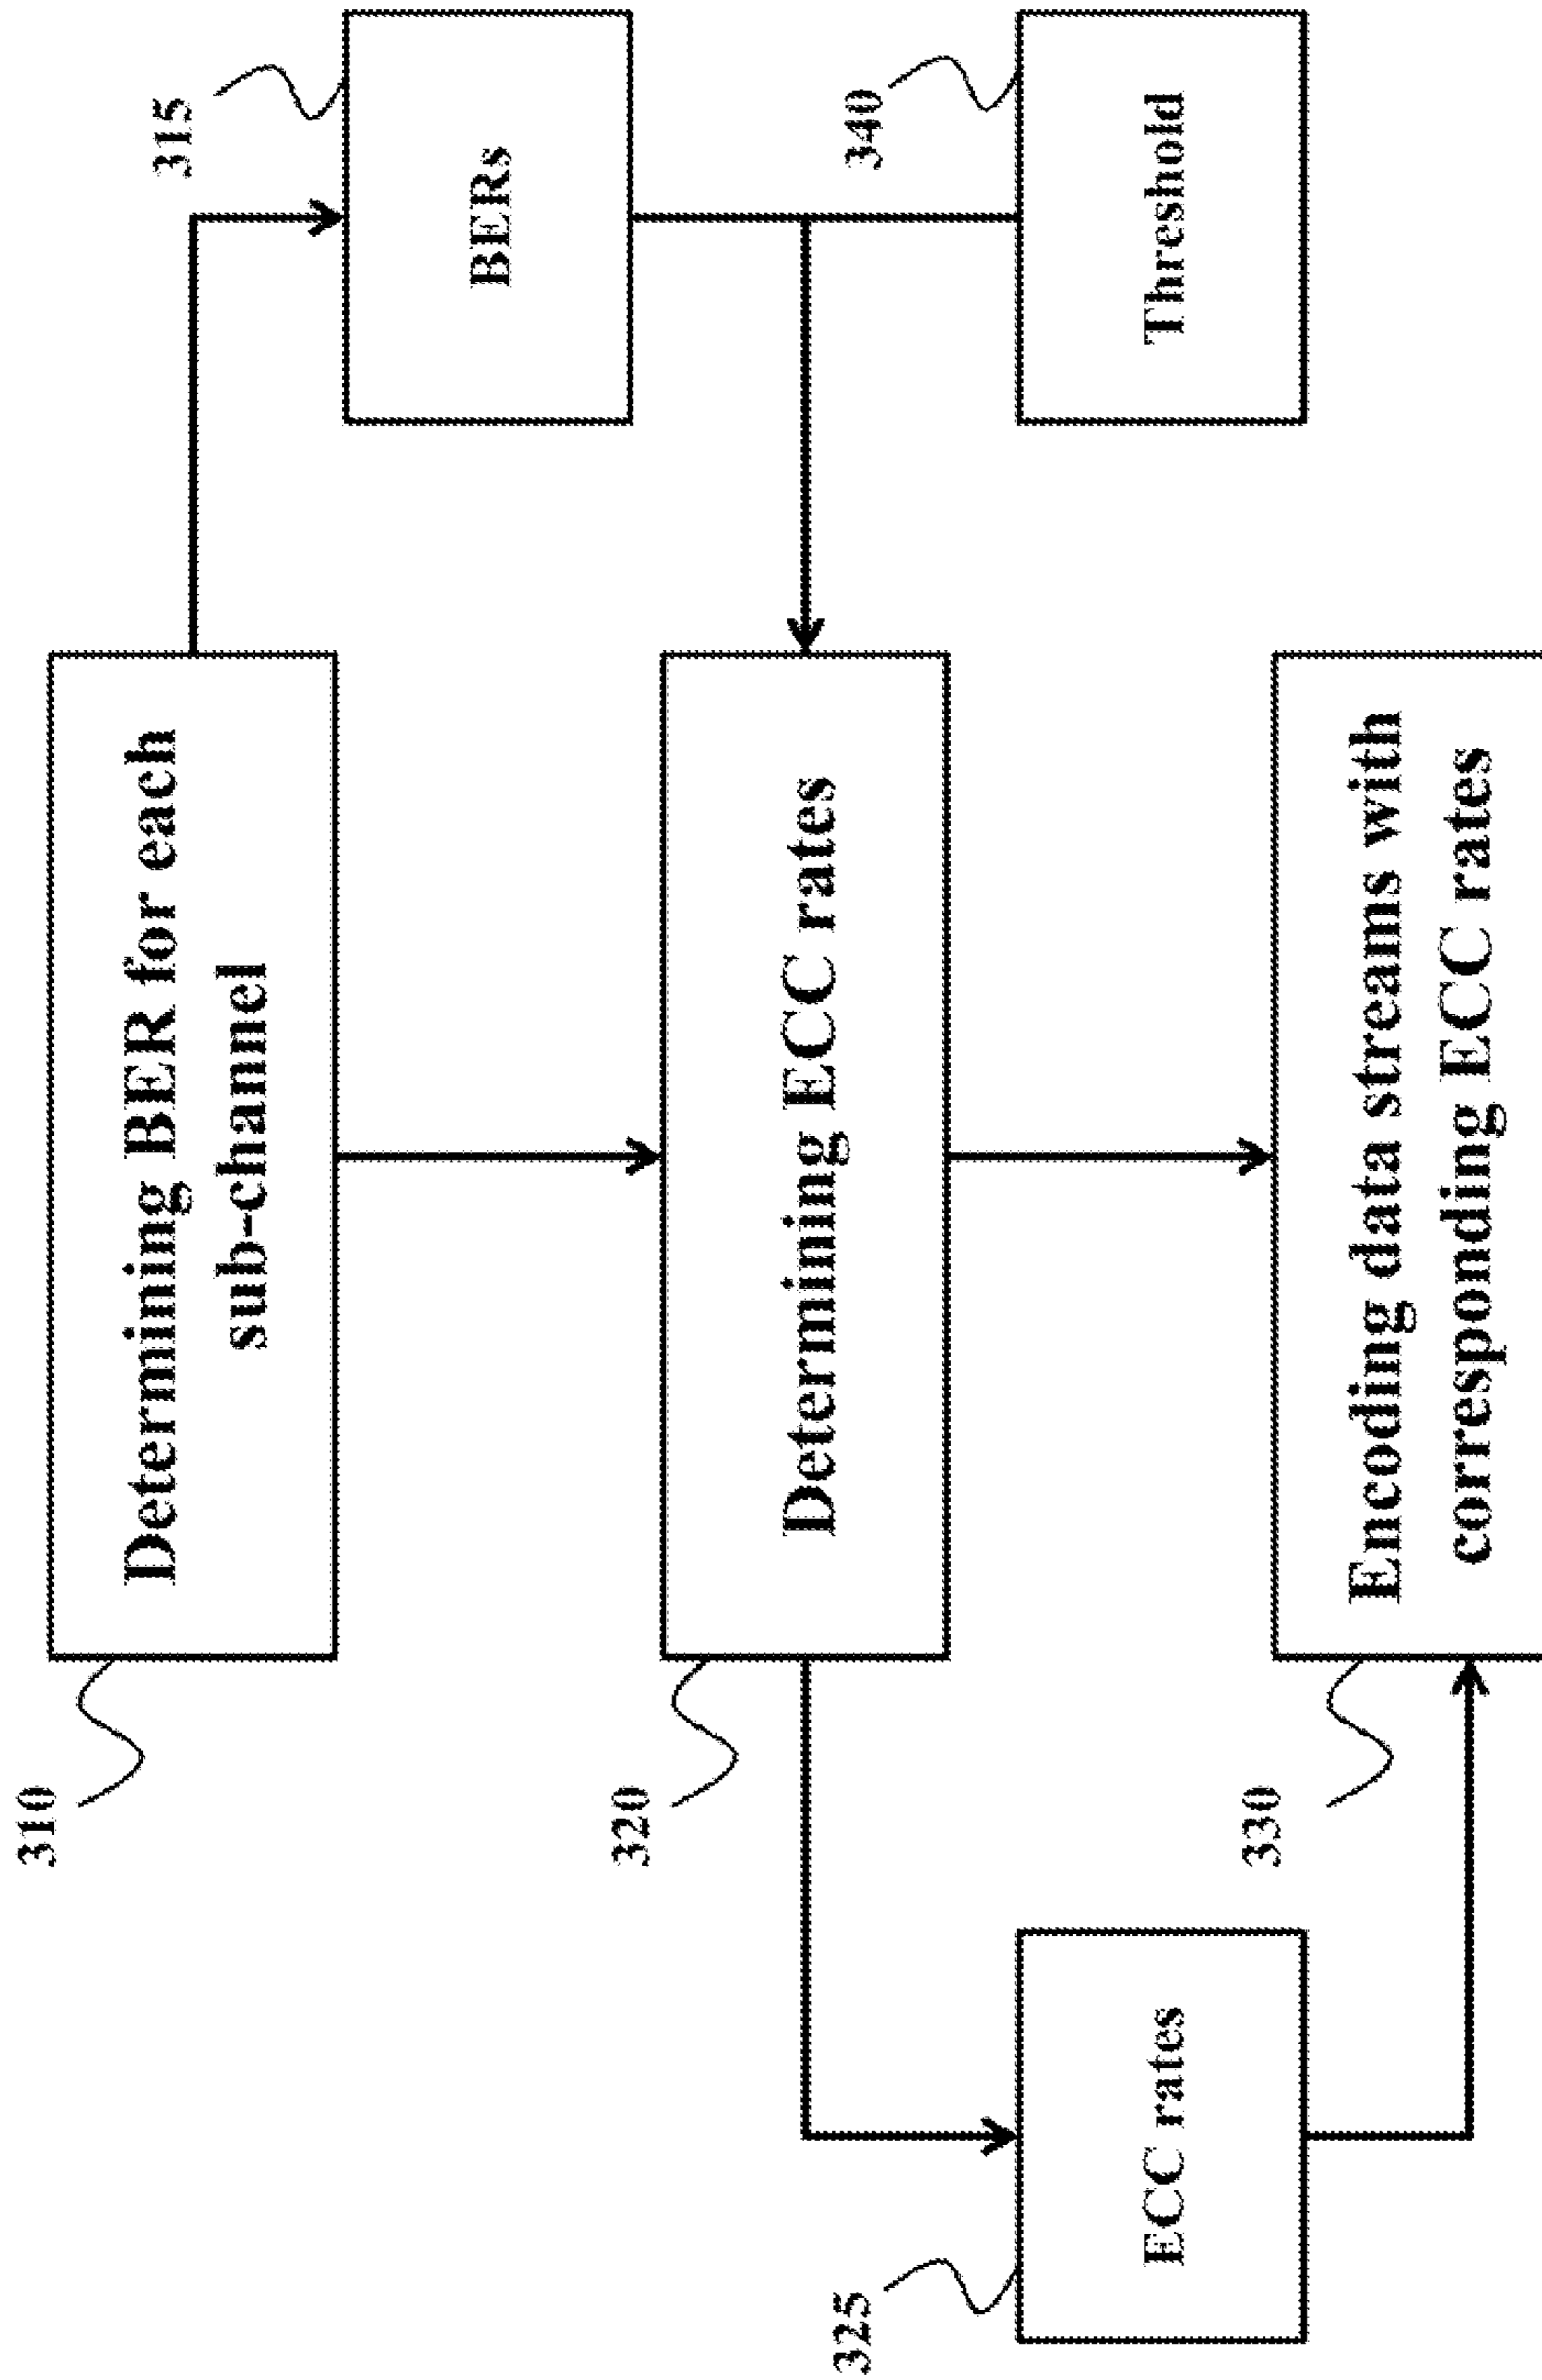 310
Determining BER for each
sub-channel
315
BERs
320
Determining ECC rates
325
ECC rates
340
Threshold
330
Encoding data streams with
corresponding ECC rates